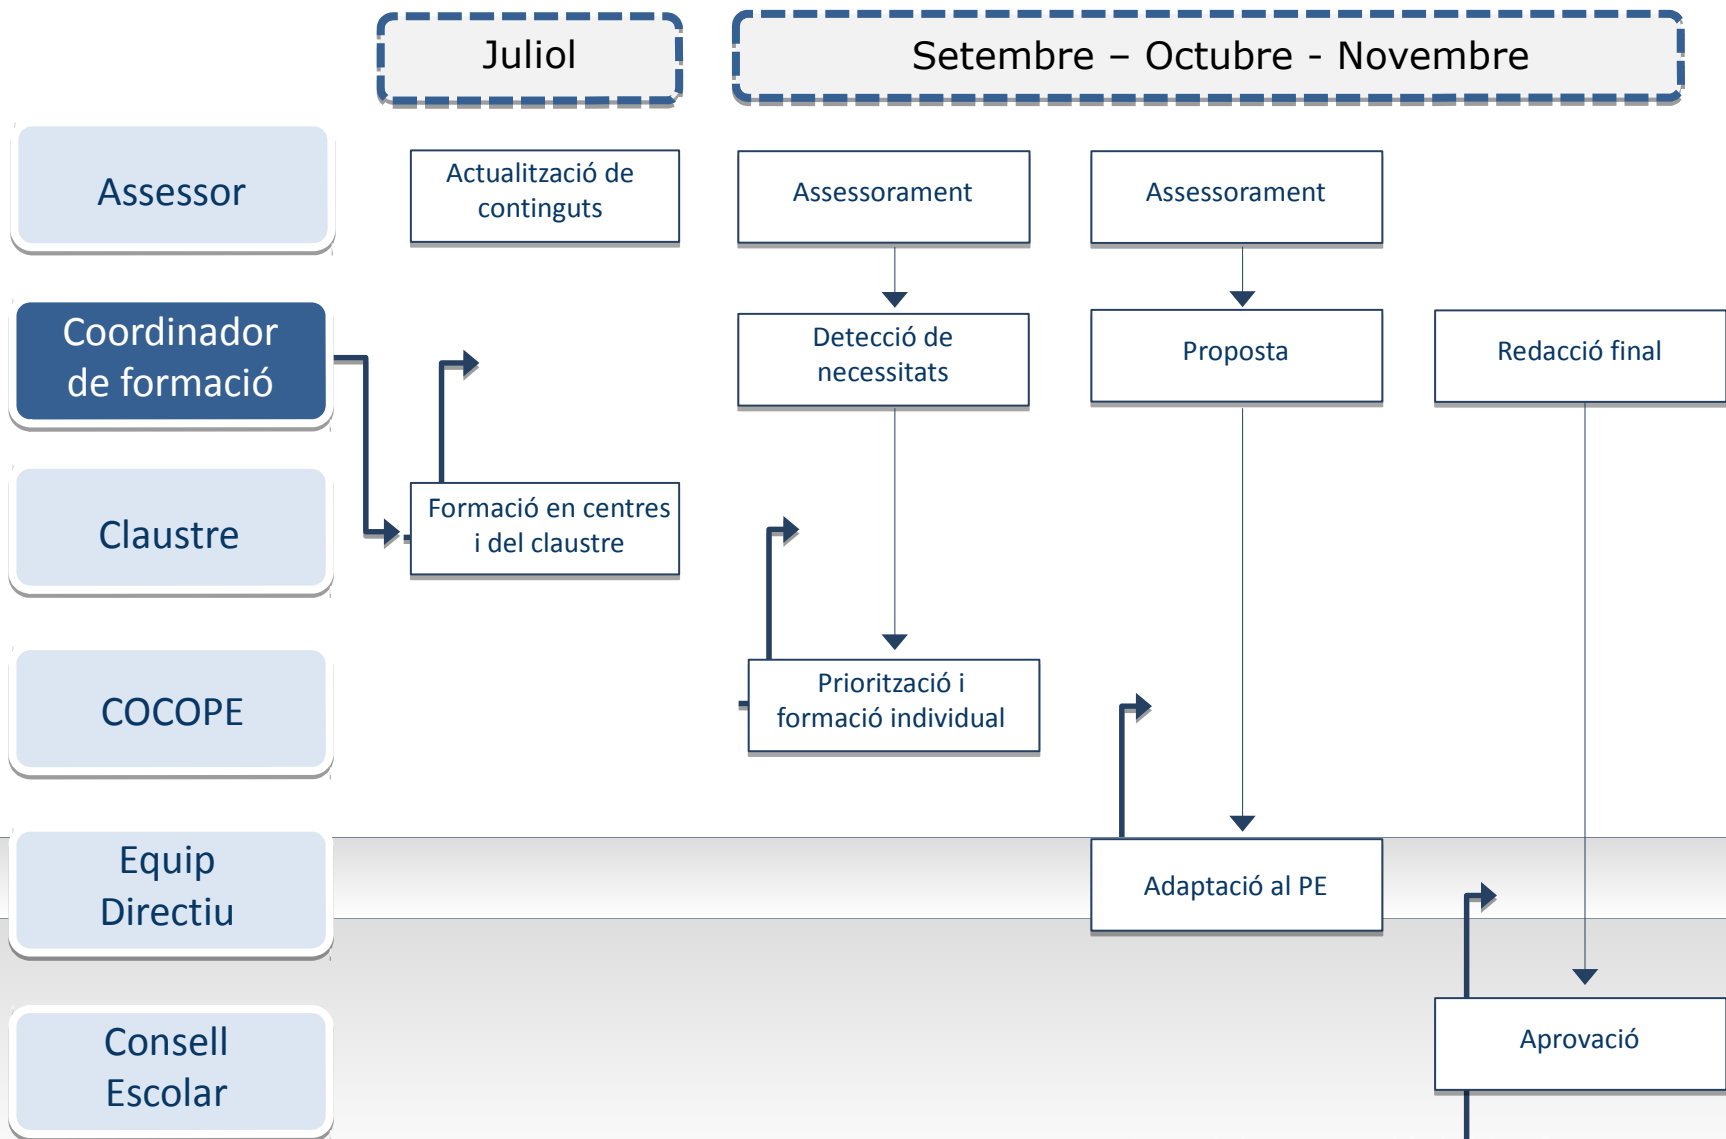 Juliol
Setembre – Octubre - Novembre
Assessor
Actualització de
continguts
Assessorament
Assessorament
Coordinador
de formació
Detecció de
necessitats
Proposta
Redacció final
Claustre
Formació en centres
i del claustre
COCOPE
Priorització i
formació individual
Equip
Directiu
Adaptació al PE
Consell
Escolar
Aprovació